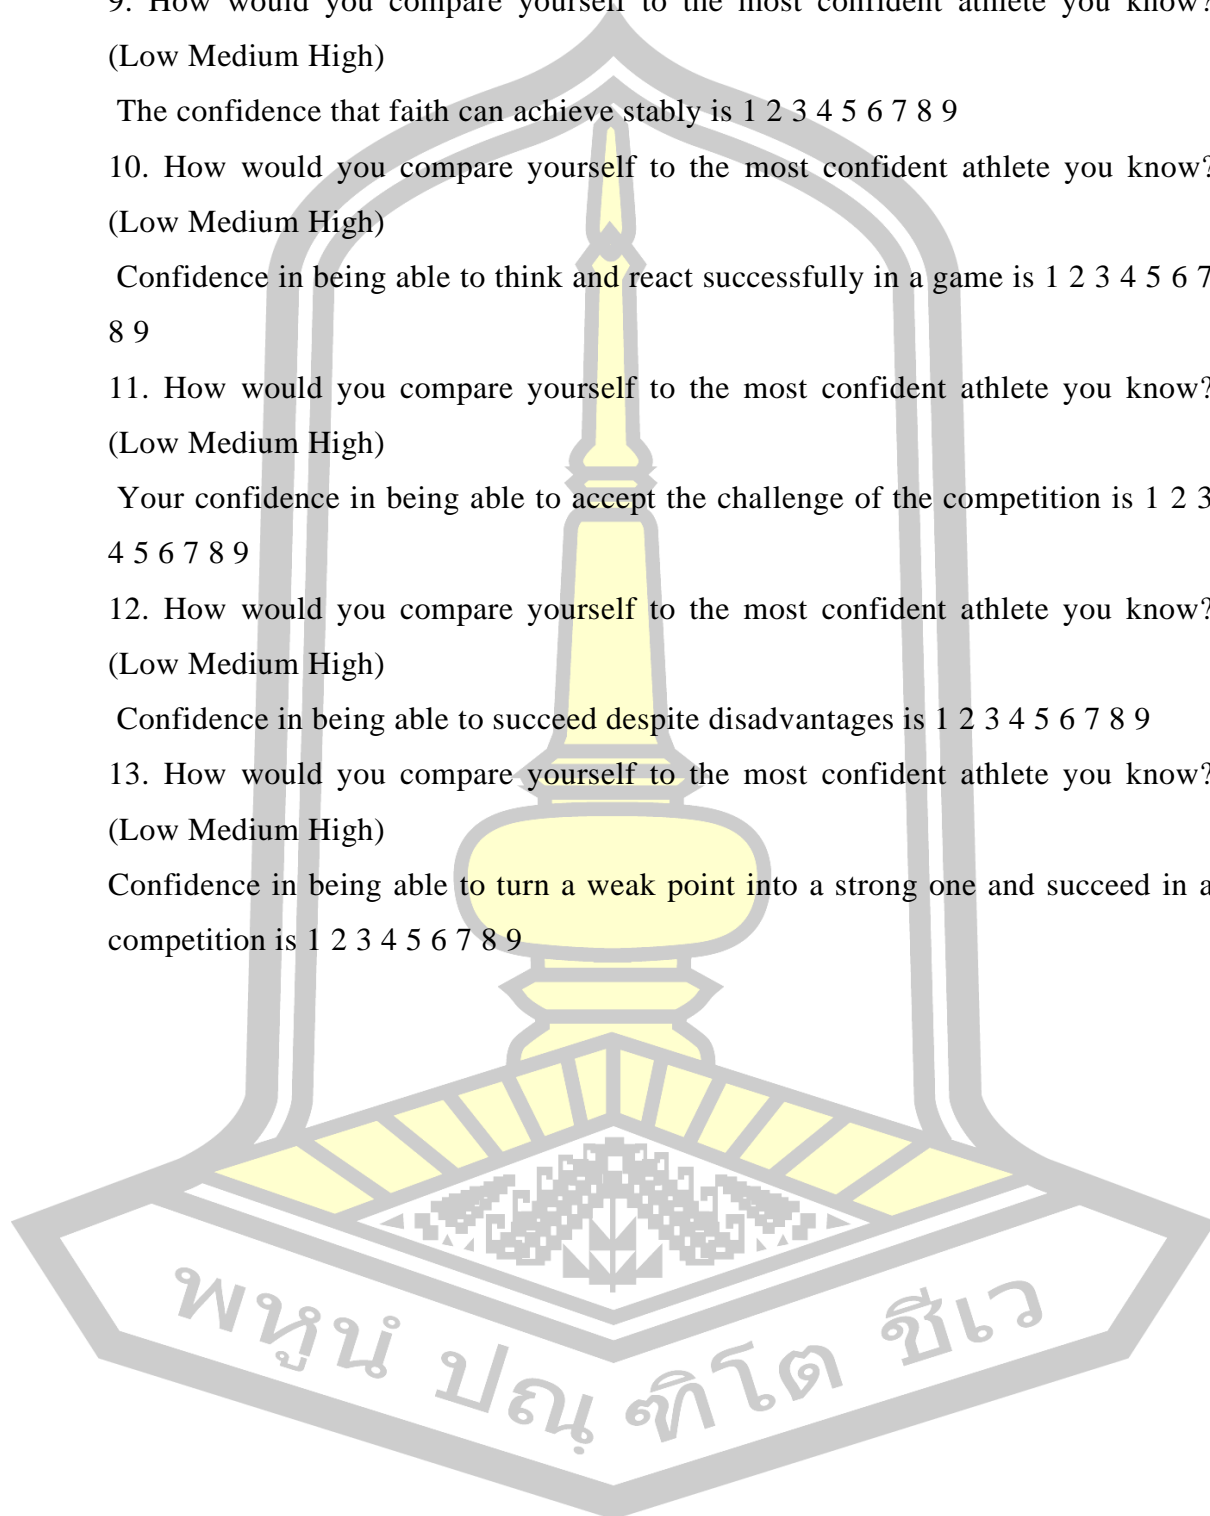 9. How would you compare yourself to the most confident athlete you know?
(Low Medium High)
The confidence that faith can achieve stably is 1 2 3 4 5 6 7 8 9
10. How would you compare yourself to the most confident athlete you know?
(Low Medium High)
Confidence in being able to think and react successfully in a game is 1 2 3 4 5 6 7
8 9
11. How would you compare yourself to the most confident athlete you know?
(Low Medium High)
Your confidence in being able to accept the challenge of the competition is 1 2 3
4 5 6 7 8 9
12. How would you compare yourself to the most confident athlete you know?
(Low Medium High)
Confidence in being able to succeed despite disadvantages is 1 2 3 4 5 6 7 8 9
13. How would you compare yourself to the most confident athlete you know?
(Low Medium High)
Confidence in being able to turn a weak point into a strong one and succeed in a
competition is 1 2 3 4 5 6 7 8 9
พหูนํ ปณฺฑิโต ชีเว